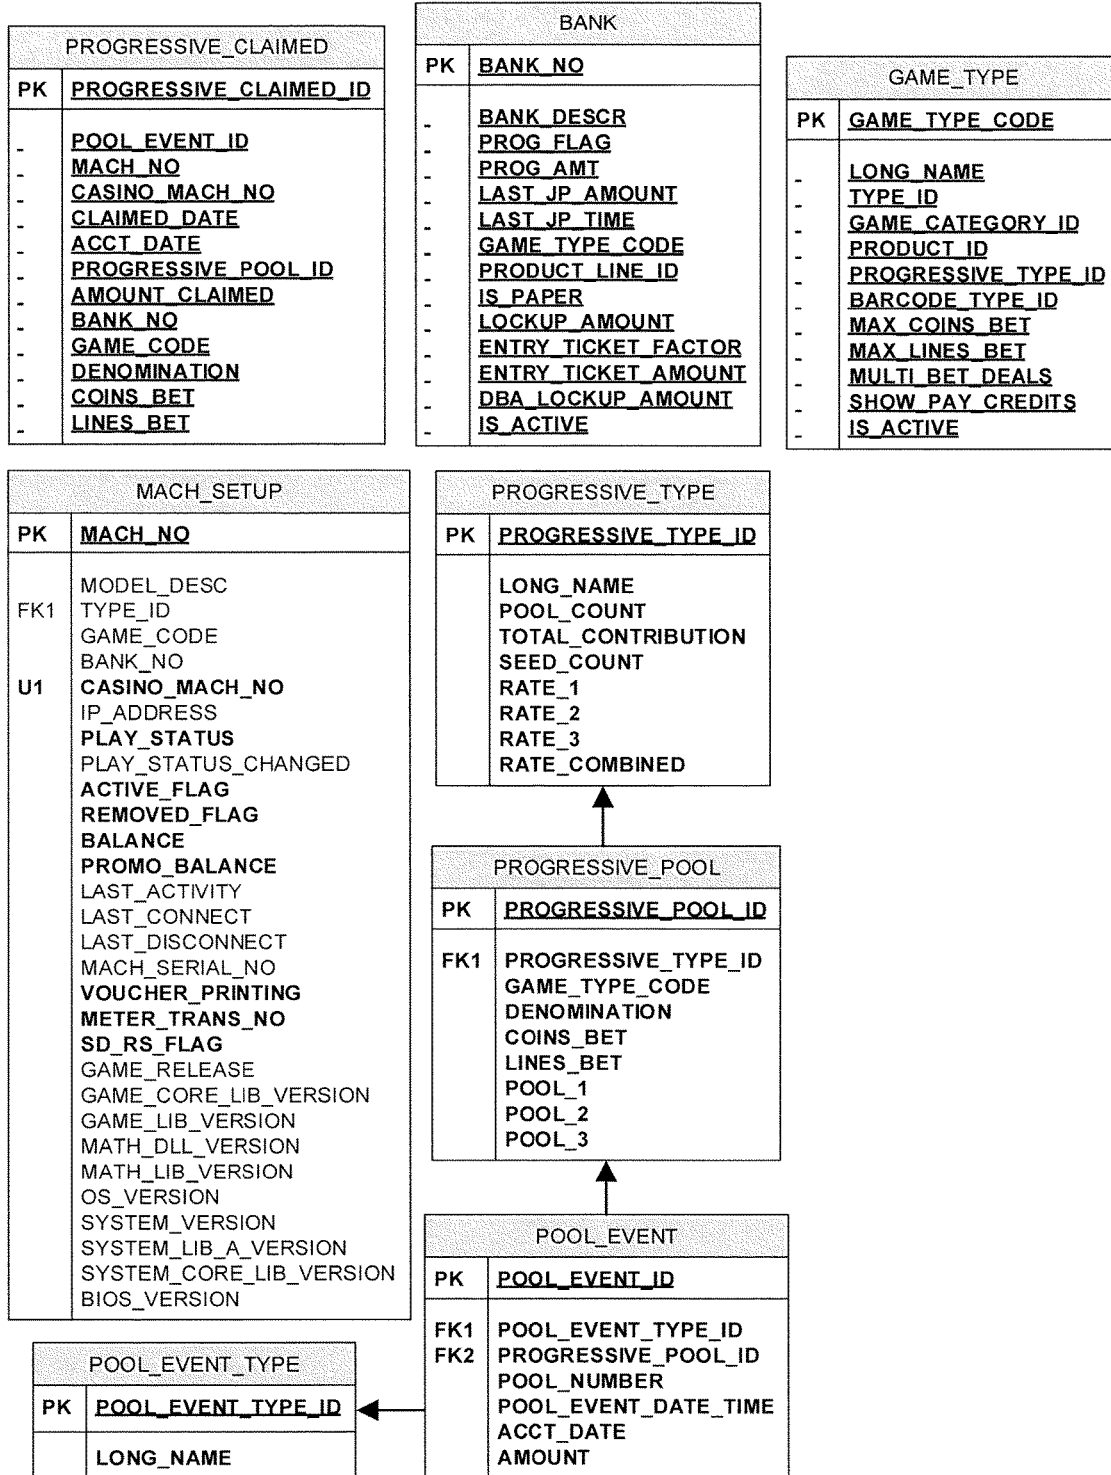 PROGRESSIVE_CLAIMED
PK PROGRESSIVE_CLAIMED_ID
- POOL_EVENT_ID
- MACH_NO
- CASINO_MACH_NO
- CLAIMED_DATE
- ACCT_DATE
- PROGRESSIVE_POOL_ID
- AMOUNT_CLAIMED
- BANK_NO
- GAME_CODE
- DENOMINATION
- COINS_BET
- LINES_BET
BANK
PK BANK_NO
- BANK_DESCR
- PROG_FLAG
- PROG_AMT
- LAST_JP_AMOUNT
- LAST_JP_TIME
- GAME_TYPE_CODE
- PRODUCT_LINE_ID
- IS_PAPER
- LOCKUP_AMOUNT
- ENTRY_TICKET_FACTOR
- ENTRY_TICKET_AMOUNT
- DBA_LOCKUP_AMOUNT
- IS_ACTIVE
GAME_TYPE
PK GAME_TYPE_CODE
- LONG_NAME
- TYPE_ID
- GAME_CATEGORY_ID
- PRODUCT_ID
- PROGRESSIVE_TYPE_ID
- BARCODE_TYPE_ID
- MAX_COINS_BET
- MAX_LINES_BET
- MULTI_BET_DEALS
- SHOW_PAY_CREDITS
- IS_ACTIVE
MACH_SETUP
PK MACH_NO
MODEL_DESC
FK1 TYPE_ID
GAME_CODE
BANK_NO
U1 CASINO_MACH_NO
IP_ADDRESS
PLAY_STATUS
PLAY_STATUS_CHANGED
ACTIVE_FLAG
REMOVED_FLAG
BALANCE
PROMO_BALANCE
LAST_ACTIVITY
LAST_CONNECT
LAST_DISCONNECT
MACH_SERIAL_NO
VOUCHER_PRINTING
METER_TRANS_NO
SD_RS_FLAG
GAME_RELEASE
GAME_CORE_LIB_VERSION
GAME_LIB_VERSION
MATH_DLL_VERSION
MATH_LIB_VERSION
OS_VERSION
SYSTEM_VERSION
SYSTEM_LIB_A_VERSION
SYSTEM_CORE_LIB_VERSION
BIOS_VERSION
PROGRESSIVE_TYPE
PK PROGRESSIVE_TYPE_ID
LONG_NAME
POOL_COUNT
TOTAL_CONTRIBUTION
SEED_COUNT
RATE_1
RATE_2
RATE_3
RATE_COMBINED
PROGRESSIVE_POOL
PK PROGRESSIVE_POOL_ID
FK1 PROGRESSIVE_TYPE_ID
GAME_TYPE_CODE
DENOMINATION
COINS_BET
LINES_BET
POOL_1
POOL_2
POOL_3
POOL_EVENT
PK POOL_EVENT_ID
FK1 POOL_EVENT_TYPE_ID
FK2 PROGRESSIVE_POOL_ID
POOL_NUMBER
POOL_EVENT_DATE_TIME
ACCT_DATE
AMOUNT
POOL_EVENT_TYPE
PK POOL_EVENT_TYPE_ID
LONG_NAME